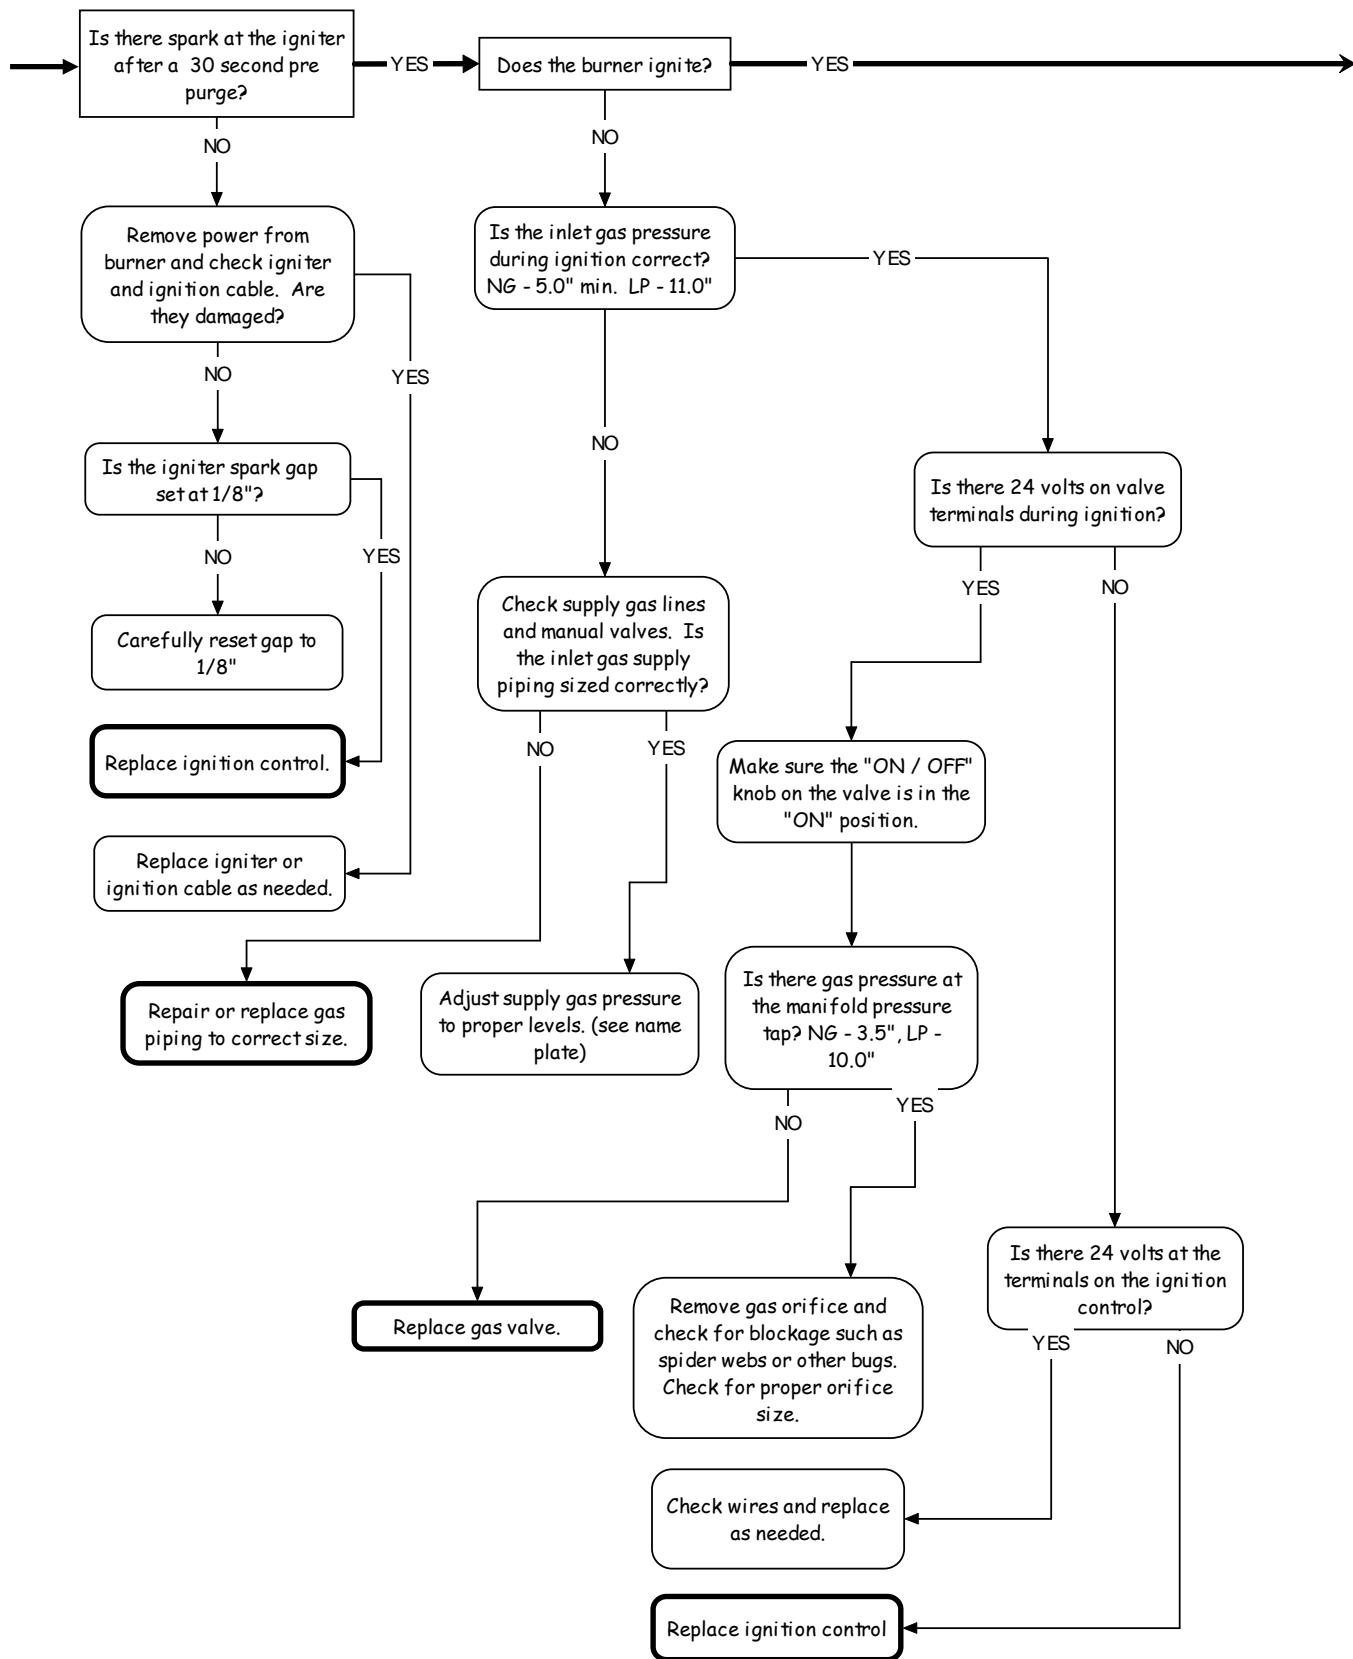 Is there spark at the igniter
after a 30 second pre
purge?
YES
Does the burner ignite?
YES
NO
NO
Remove power from
burner and check igniter
and ignition cable. Are
they damaged?
NO
YES
Is the igniter spark gap
set at 1/8"?
NO
YES
Carefully reset gap to
1/8"
Replace ignition control.
Replace igniter or
ignition cable as needed.
Is the inlet gas pressure
during ignition correct?
NG - 5.0" min. LP - 11.0"
YES
NO
Check supply gas lines
and manual valves. Is
the inlet gas supply
piping sized correctly?
NO
YES
Repair or replace gas
piping to correct size.
Adjust supply gas pressure
to proper levels. (see name
plate)
Is there 24 volts on valve
terminals during ignition?
YES
NO
Make sure the "ON / OFF"
knob on the valve is in the
"ON" position.
Is there gas pressure at
the manifold pressure
tap? NG - 3.5", LP -
10.0"
NO
YES
Replace gas valve.
Remove gas orifice and
check for blockage such as
spider webs or other bugs.
Check for proper orifice
size.
Is there 24 volts at the
terminals on the ignition
control?
YES
NO
Check wires and replace
as needed.
Replace ignition control